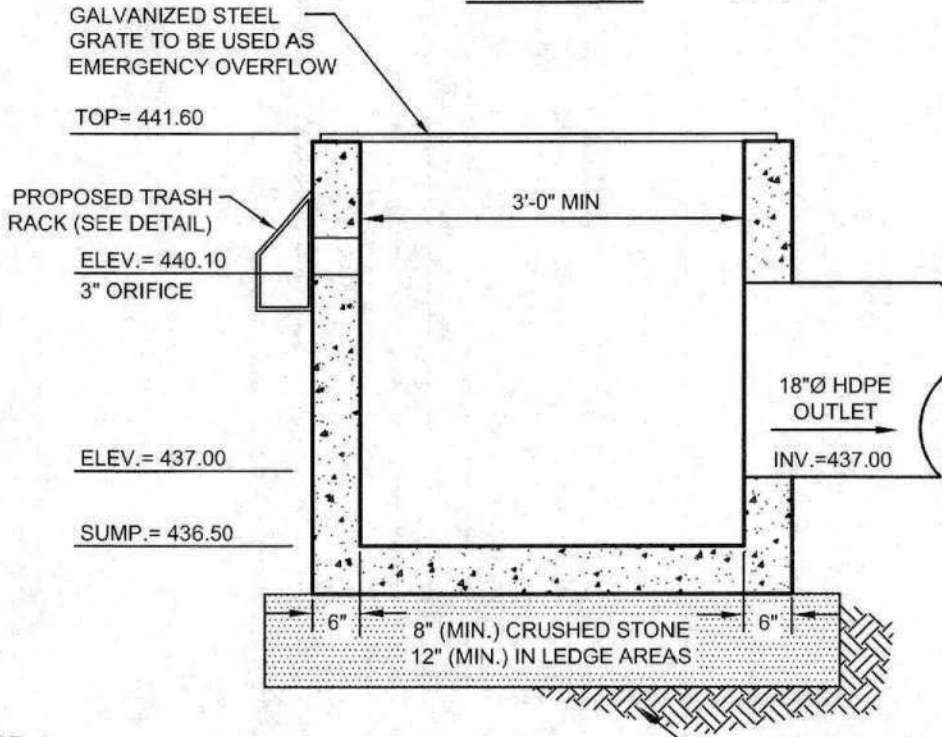 GALVANIZED STEEL
GRATE TO BE USED AS
EMERGENCY OVERFLOW
TOP= 441.60
PROPOSED TRASH
RACK (SEE DETAIL)
3'-0" MIN
ELEV.= 440.10
3" ORIFICE
18"Ø HDPE
OUTLET
ELEV.= 437.00
INV.=437.00
SUMP.= 436.50
6"
8" (MIN.) CRUSHED STONE
12" (MIN.) IN LEDGE AREAS
6"